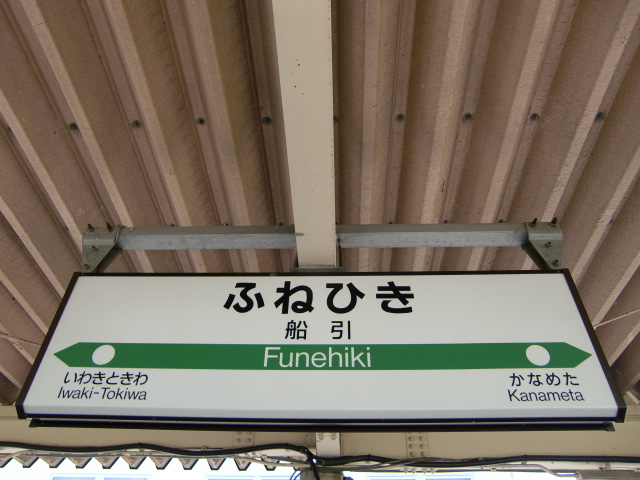 ふねひき
船引
Funehiki
いわきときわ
Iwaki-Tokiwa
かなめた
Kanameta